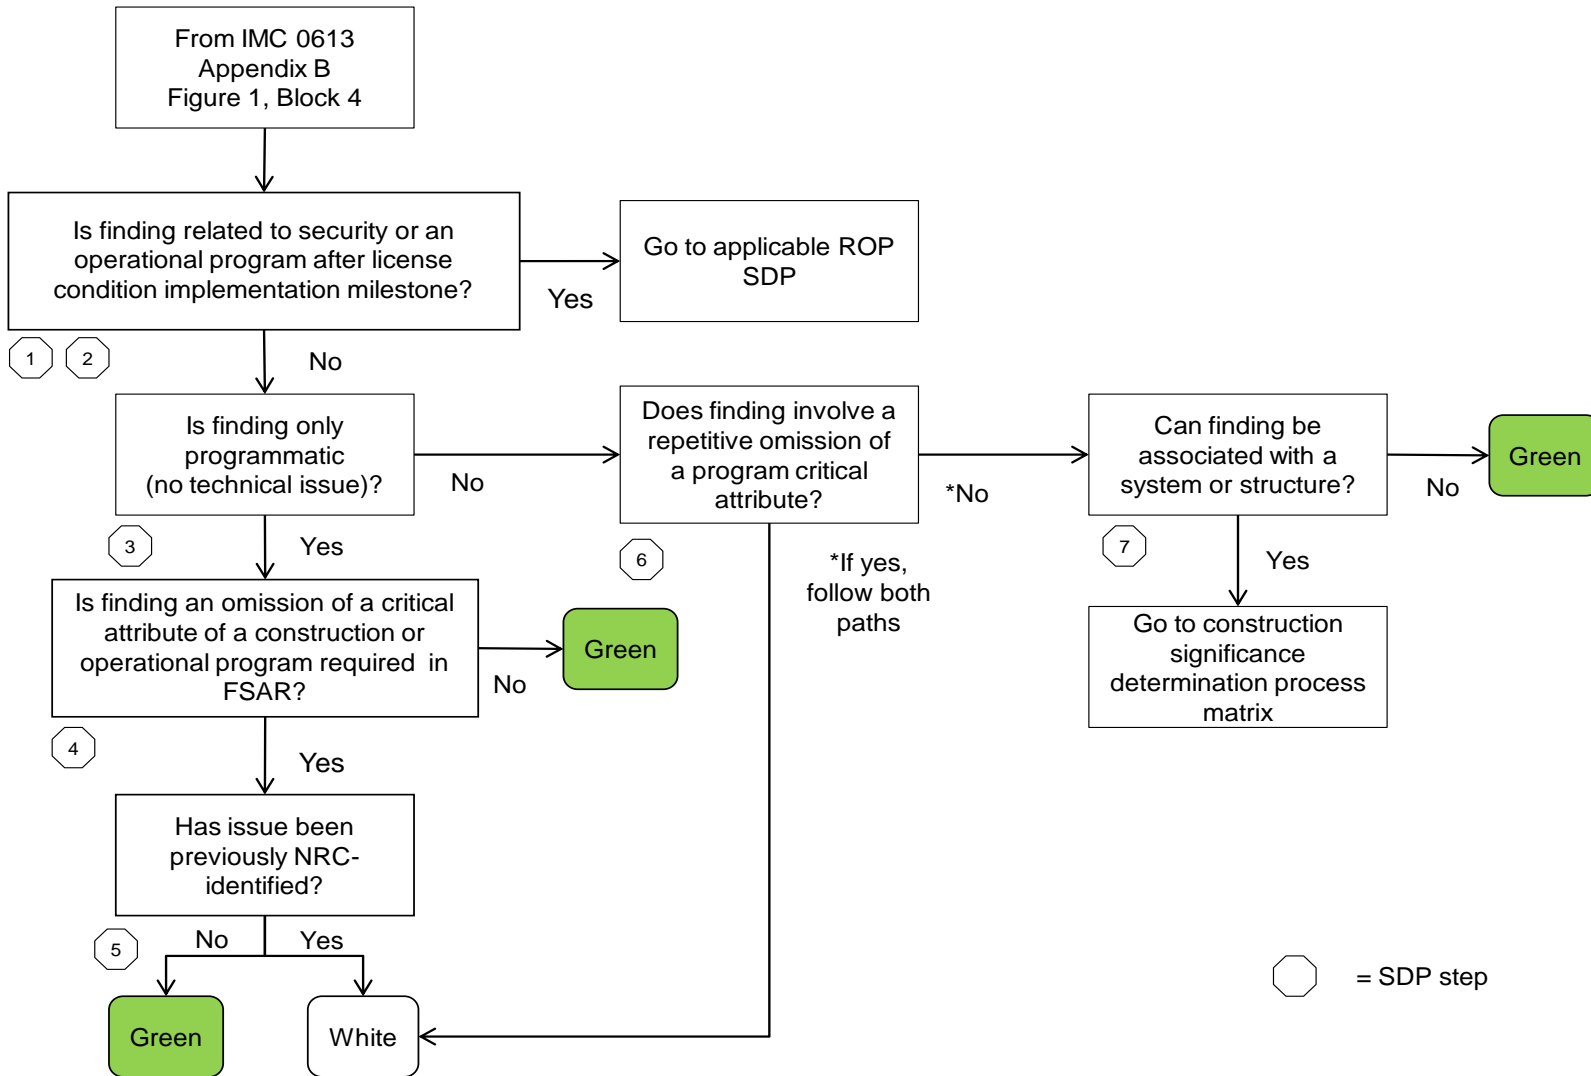 From IMC 0613
Appendix B
Figure 1, Block 4
Is finding related to security or an
operational program after license
condition implementation milestone?
Yes
Go to applicable ROP
SDP
1
2
No
Is finding only
programmatic
(no technical issue)?
No
Does finding involve a
repetitive omission of
a program critical
attribute?
*No
Can finding be
associated with a
system or structure?
No
Green
3
Yes
6
*If yes,
follow both
paths
7
Yes
Is finding an omission of a critical
attribute of a construction or
operational program required in
FSAR?
No
Green
Go to construction
significance
determination process
matrix
4
Yes
Has issue been
previously NRC-
identified?
5
No
Yes
Green
White
= SDP step